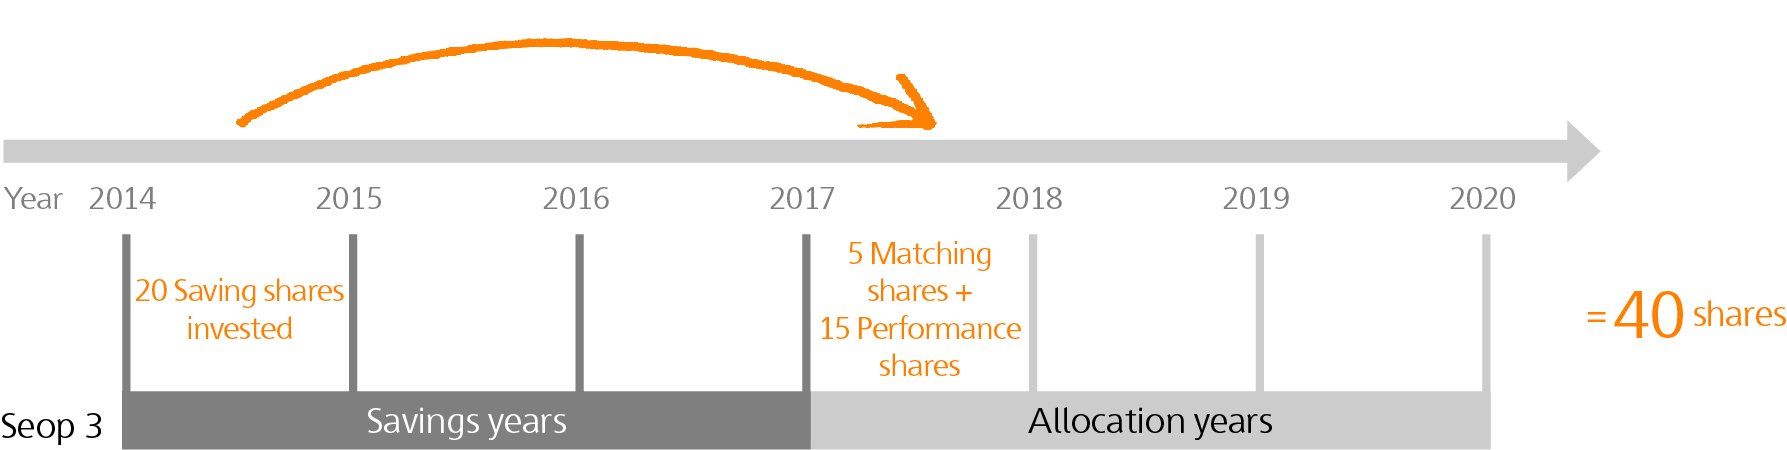 Year 2014 2015 2016 2017 2018 2019 2020
20 Saving shares
invested
5 Matching
shares +
15 Performance
shares
= 40 shares
Seop 3
Savings years
Allocation years